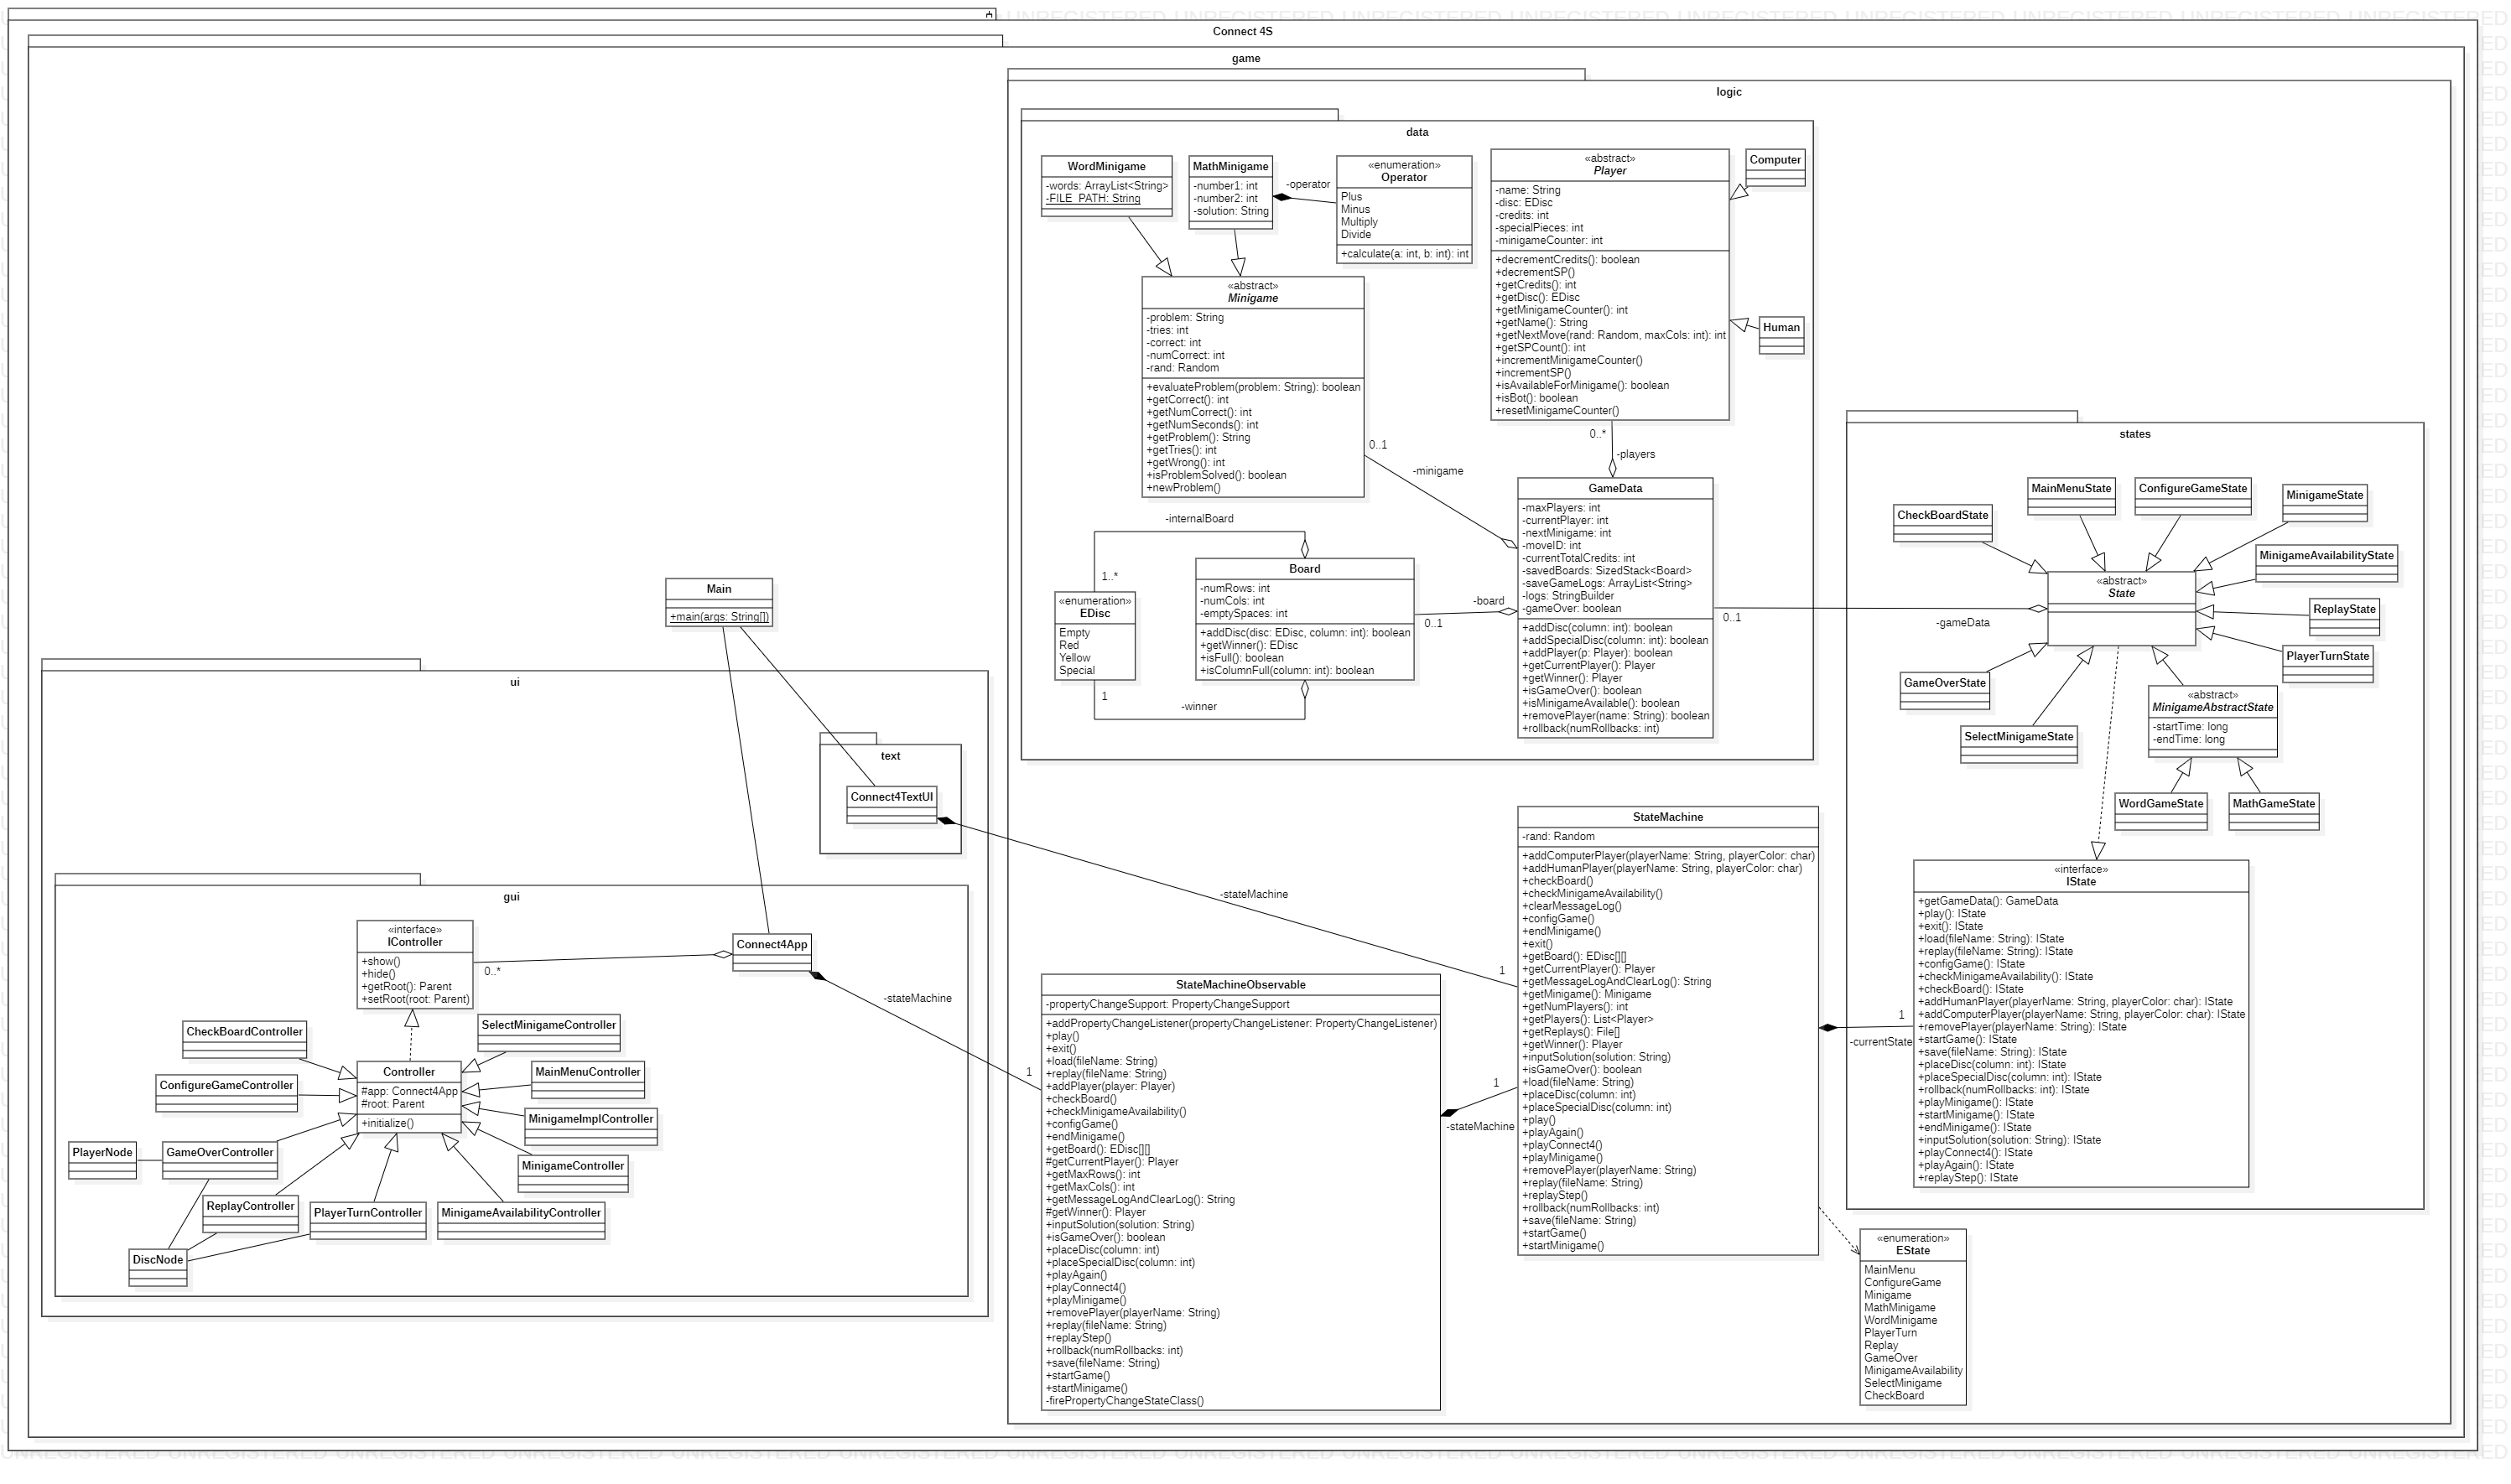 Connect 4S
game
logic
data
WordMinigame
-words: ArrayList<String>
-FILE_PATH: String
MathMinigame
-number1: int
-number2: int
-solution: String
-operator
«enumeration»
Operator
Plus
Minus
Multiply
Divide
+calculate(a: int, b: int): int
«abstract»
Player
-name: String
-disc: EDisc
-credits: int
-specialPieces: int
-minigameCounter: int
+decrementCredits(): boolean
+decrementSP()
+getCredits(): int
+getDisc(): EDisc
+getMinigameCounter(): int
+getName(): String
+getNextMove(rand: Random, maxCols: int): int
+getSPCount(): int
+incrementMinigameCounter()
+incrementSP()
+isAvailableForMinigame(): boolean
+isBot(): boolean
+resetMinigameCounter()
Computer
Human
«abstract»
Minigame
-problem: String
-tries: int
-correct: int
-numCorrect: int
-rand: Random
+evaluateProblem(problem: String): boolean
+getCorrect(): int
+getNumCorrect(): int
+getNumSeconds(): int
+getProblem(): String
+getTries(): int
+getWrong(): int
+isProblemSolved(): boolean
+newProblem()
0..1
-minigame
0..*
-players
GameData
-maxPlayers: int
-currentPlayer: int
-nextMinigame: int
-moveID: int
-currentTotalCredits: int
-savedBoards: SizedStack<Board>
-saveGameLogs: ArrayList<String>
-logs: StringBuilder
-gameOver: boolean
+addDisc(column: int): boolean
+addSpecialDisc(column: int): boolean
+addPlayer(p: Player): boolean
+getCurrentPlayer(): Player
+getWinner(): Player
+isGameOver(): boolean
+isMinigameAvailable(): boolean
+removePlayer(name: String): boolean
+rollback(numRollbacks: int)
-internalBoard
1..*
«enumeration»
EDisc
Empty
Red
Yellow
Special
1
-winner
Board
-numRows: int
-numCols: int
-emptySpaces: int
+addDisc(disc: EDisc, column: int): boolean
+getWinner(): EDisc
+isFull(): boolean
+isColumnFull(column: int): boolean
-board
0..1
0..1
-gameData
states
CheckBoardState
MainMenuState
ConfigureGameState
MinigameState
MinigameAvailabilityState
«abstract»
State
ReplayState
PlayerTurnState
GameOverState
SelectMinigameState
«abstract»
MinigameAbstractState
-startTime: long
-endTime: long
WordGameState
MathGameState
«interface»
IState
+getGameData(): GameData
+play(): IState
+exit(): IState
+load(fileName: String): IState
+replay(fileName: String): IState
+configGame(): IState
+checkMinigameAvailability(): IState
+checkBoard(): IState
+addHumanPlayer(playerName: String, playerColor: char): IState
+addComputerPlayer(playerName: String, playerColor: char): IState
+removePlayer(playerName: String): IState
+startGame(): IState
+save(fileName: String): IState
+placeDisc(column: int): IState
+placeSpecialDisc(column: int): IState
+rollback(numRollbacks: int): IState
+playMinigame(): IState
+startMinigame(): IState
+endMinigame(): IState
+inputSolution(solution: String): IState
+playConnect4(): IState
+playAgain(): IState
+replayStep(): IState
1
-currentState
StateMachine
-rand: Random
+addComputerPlayer(playerName: String, playerColor: char)
+addHumanPlayer(playerName: String, playerColor: char)
+checkBoard()
+checkMinigameAvailability()
+clearMessageLog()
+configGame()
+endMinigame()
+exit()
+getBoard(): EDisc[][]
+getCurrentPlayer(): Player
+getMessageLogAndClearLog(): String
+getMinigame(): Minigame
+getNumPlayers(): int
+getPlayers(): List<Player>
+getReplays(): File[]
+getWinner(): Player
+inputSolution(solution: String)
+isGameOver(): boolean
+load(fileName: String)
+placeDisc(column: int)
+placeSpecialDisc(column: int)
+play()
+playAgain()
+playConnect4()
+playMinigame()
+removePlayer(playerName: String)
+replay(fileName: String)
+replayStep()
+rollback(numRollbacks: int)
+save(fileName: String)
+startGame()
+startMinigame()
«enumeration»
EState
MainMenu
ConfigureGame
Minigame
MathMinigame
WordMinigame
PlayerTurn
Replay
GameOver
MinigameAvailability
SelectMinigame
CheckBoard
-stateMachine
1
1
-stateMachine
StateMachineObservable
-propertyChangeSupport: PropertyChangeSupport
+addPropertyChangeListener(propertyChangeListener: PropertyChangeListener)
+play()
+exit()
+load(fileName: String)
+replay(fileName: String)
+addPlayer(player: Player)
+checkBoard()
+checkMinigameAvailability()
+configGame()
+endMinigame()
+getBoard(): EDisc[][]
#getCurrentPlayer(): Player
+getMaxRows(): int
+getMaxCols(): int
+getMessageLogAndClearLog(): String
#getWinner(): Player
+inputSolution(solution: String)
+isGameOver(): boolean
+placeDisc(column: int)
+placeSpecialDisc(column: int)
+playAgain()
+playConnect4()
+playMinigame()
+removePlayer(playerName: String)
+replay(fileName: String)
+replayStep()
+rollback(numRollbacks: int)
+save(fileName: String)
+startGame()
+startMinigame()
-firePropertyChangeStateClass()
-stateMachine
1
Main
+main(args: String[])
ui
text
Connect4TextUI
gui
«interface»
IController
+show()
+hide()
+getRoot(): Parent
+setRoot(root: Parent)
0..*
Connect4App
CheckBoardController
SelectMinigameController
Controller
#app: Connect4App
#root: Parent
+initialize()
MainMenuController
ConfigureGameController
MinigameImplController
PlayerNode
GameOverController
MinigameController
ReplayController
PlayerTurnController
MinigameAvailabilityController
DiscNode
UNREGISTERED UNREGISTERED UNREGISTERED UNREGISTERED UNREGISTERED UNREGISTERED UNREGISTERED UNREGISTERED UNREGISTERED